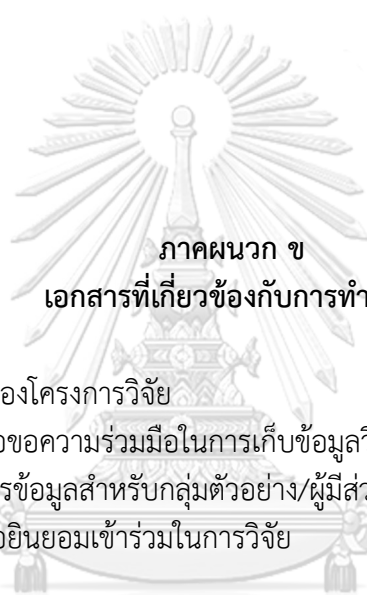 ภาคผนวก ข
เอกสารที่เกี่ยวข้องกับการทำ
องโครงการวิจัย
อขอความร่วมมือในการเก็บข้อมูลวิ
รข้อมูลสำหรับกลุ่มตัวอย่าง/ผู้มีส่ว
อยินยอมเข้าร่วมในการวิจัย